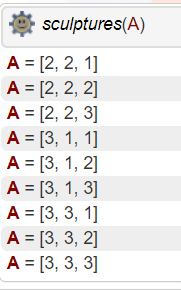 sculptures(A)
A = [2, 2, 1]
A = [2, 2, 2]
A = [2, 2, 3]
A = [3, 1, 1]
A = [3, 1, 2]
A = [3, 1, 3]
A = [3, 3, 1]
A = [3, 3, 2]
A = [3, 3, 3]